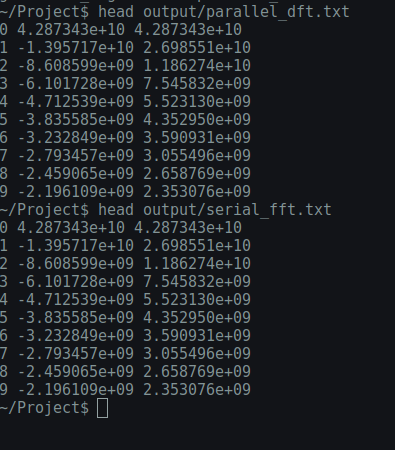 ~/Project$ head output/parallel_dft.txt
0 4.287343e+10 4.287343e+10
1 -1.395717e+10 2.698551e+10
2 -8.608599e+09 1.186274e+10
3 -6.101728e+09 7.545832e+09
4 -4.712539e+09 5.523130e+09
5 -3.835585e+09 4.352950e+09
6 -3.232849e+09 3.590931e+09
7 -2.793457e+09 3.055496e+09
8 -2.459065e+09 2.658769e+09
9 -2.196109e+09 2.353076e+09
~/Project$ head output/serial_fft.txt
0 4.287343e+10 4.287343e+10
1 -1.395717e+10 2.698551e+10
2 -8.608599e+09 1.186274e+10
3 -6.101728e+09 7.545832e+09
4 -4.712539e+09 5.523130e+09
5 -3.835585e+09 4.352950e+09
6 -3.232849e+09 3.590931e+09
7 -2.793457e+09 3.055496e+09
8 -2.459065e+09 2.658769e+09
9 -2.196109e+09 2.353076e+09
~/Project$